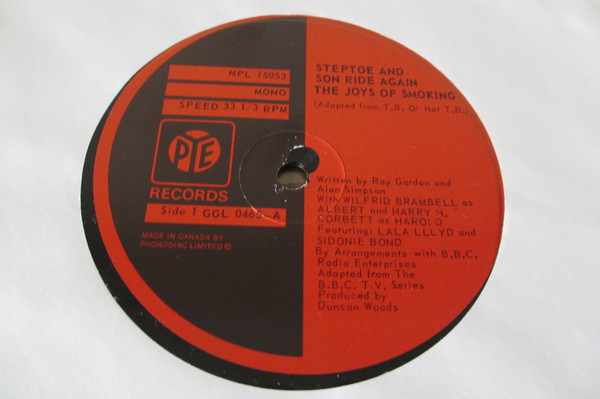 NPL 15053
MONO
SPEED 33 1/3 RPM
PYE
RECORDS
Side 1 GGL 0468-A
MADE IN CANADA BY
PHONODISC LIMITED ©
STEPTOE AND
SON RIDE AGAIN
THE JOYS OF SMOKING
(Adapted from T.B. Or Not T.B.)
Written by Ray Gordon and
Alan Simpson
With WILFRID BRAMBELL as
ALBERT and HARRY H.
CORBETT as HAROLD
Featuring: LALA LLLYD and
SIDONIE BOND
By Arrangements with B.B.C.
Radio Enterprises
Adapted from The
B.B.C. T.V. Series
Produced by
Duncan Woods